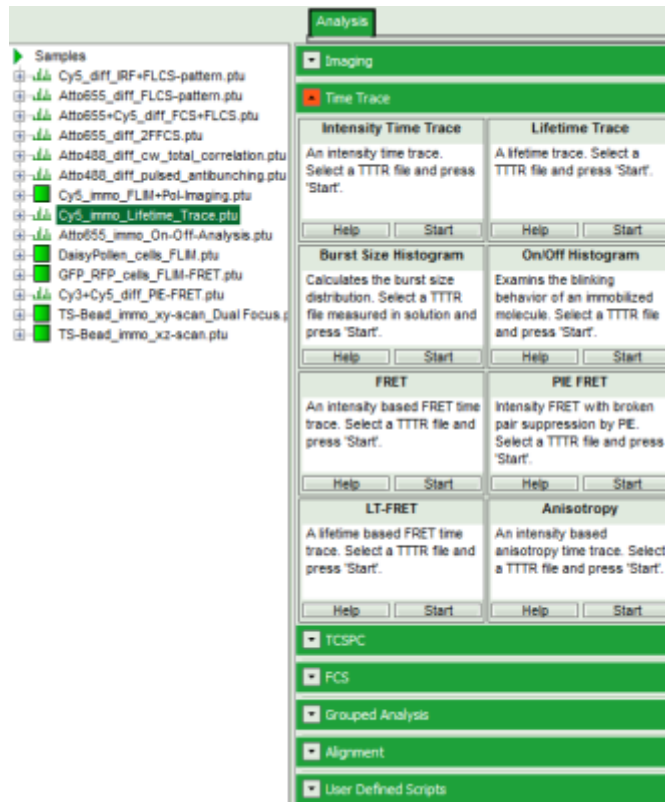 Analysis
Samples
Cy5_diff_IRF+FLCS-pattern.ptu
Atto655_diff_FLCS-pattern.ptu
Atto655+Cy5_diff_FCS+FLCS.ptu
Atto655_diff_2FFCS.ptu
Atto488_diff_cw_total_correlation.ptu
Atto488_diff_pulsed_antibunching.ptu
Cy5_immo_FLIM+Pol-Imaging.ptu
Cy5_immo_Lifetime_Trace.ptu
Atto655_immo_On-Off-Analysis.ptu
DaisyPollen_cells_FLIM.ptu
GFP_RFP_cells_FLIM-FRET.ptu
Cy3+Cy5_diff_PIE-FRET.ptu
TS-Bead_immo_xy-scan_Dual Focus.p
TS-Bead_immo_xz-scan.ptu
Imaging
Time Trace
Intensity Time Trace
An intensity time trace.
Select a TTTR file and press
'Start'.
Help Start
Lifetime Trace
A lifetime trace. Select a
TTTR file and press 'Start'.
Help Start
Burst Size Histogram
Calculates the burst size
distribution. Select a TTTR
file measured in solution and
press 'Start'.
Help Start
On/Off Histogram
Examins the blinking
behavior of an immobilized
molecule. Select a TTTR file
and press 'Start'.
Help Start
FRET
An intensity based FRET time
trace. Select a TTTR file and
press 'Start'.
Help Start
PIE FRET
Intensity FRET with broken
pair suppression by PIE.
Select a TTTR file and press
'Start'.
Help Start
LT-FRET
A lifetime based FRET time
trace. Select a TTTR file and
press 'Start'.
Help Start
Anisotropy
An intensity based
anisotropy time trace. Select
a TTTR file and press 'Start'.
Help Start
TCSPC
FCS
Grouped Analysis
Alignment
User Defined Scripts